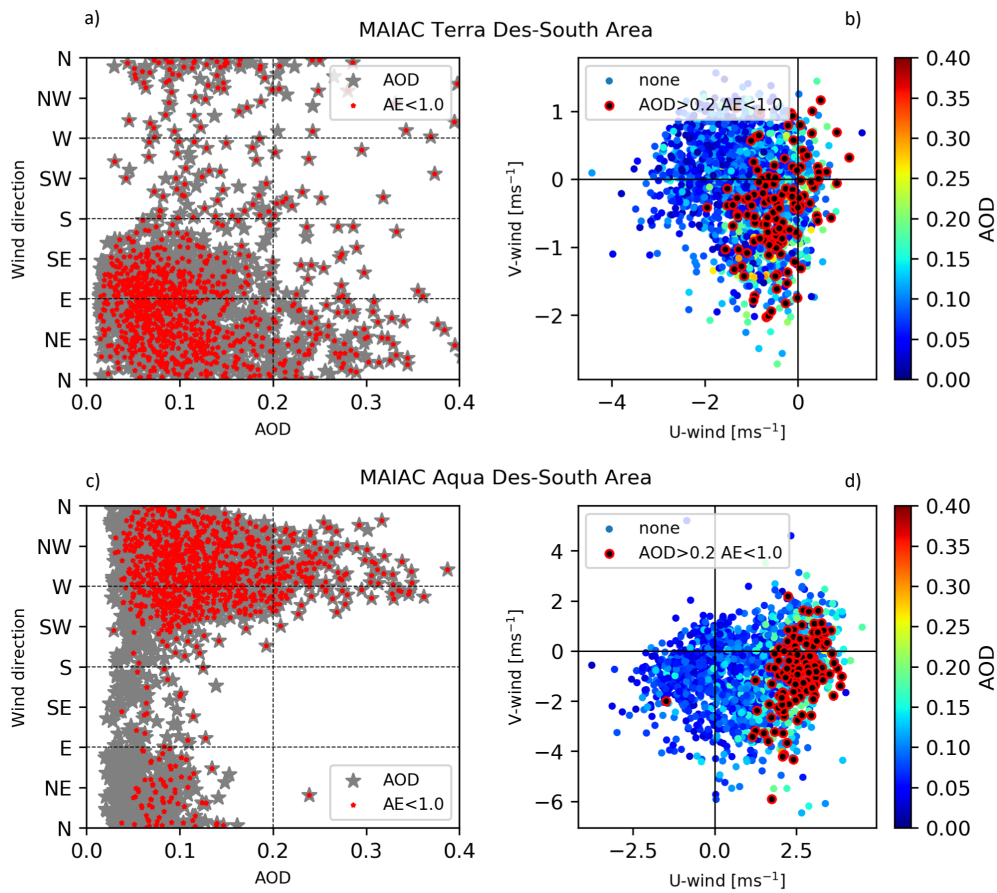 a)
MAIAC Terra Des-South Area
b)
N
NW
W
SW
S
SE
E
NE
N
Wind direction
AOD
AE<1.0
0.0
0.1
0.2
0.3
0.4
AOD
none
AOD>0.2 AE<1.0
1
0
−1
−2
V-wind [ms⁻¹]
−4
−2
0
U-wind [ms⁻¹]
0.40
0.35
0.30
0.25
0.20
0.15
0.10
0.05
0.00
AOD
c)
MAIAC Aqua Des-South Area
d)
N
NW
W
SW
S
SE
E
NE
N
Wind direction
AOD
AE<1.0
0.0
0.1
0.2
0.3
0.4
AOD
none
AOD>0.2 AE<1.0
4
2
0
−2
−4
−6
V-wind [ms⁻¹]
−2.5
0.0
2.5
U-wind [ms⁻¹]
0.40
0.35
0.30
0.25
0.20
0.15
0.10
0.05
0.00
AOD